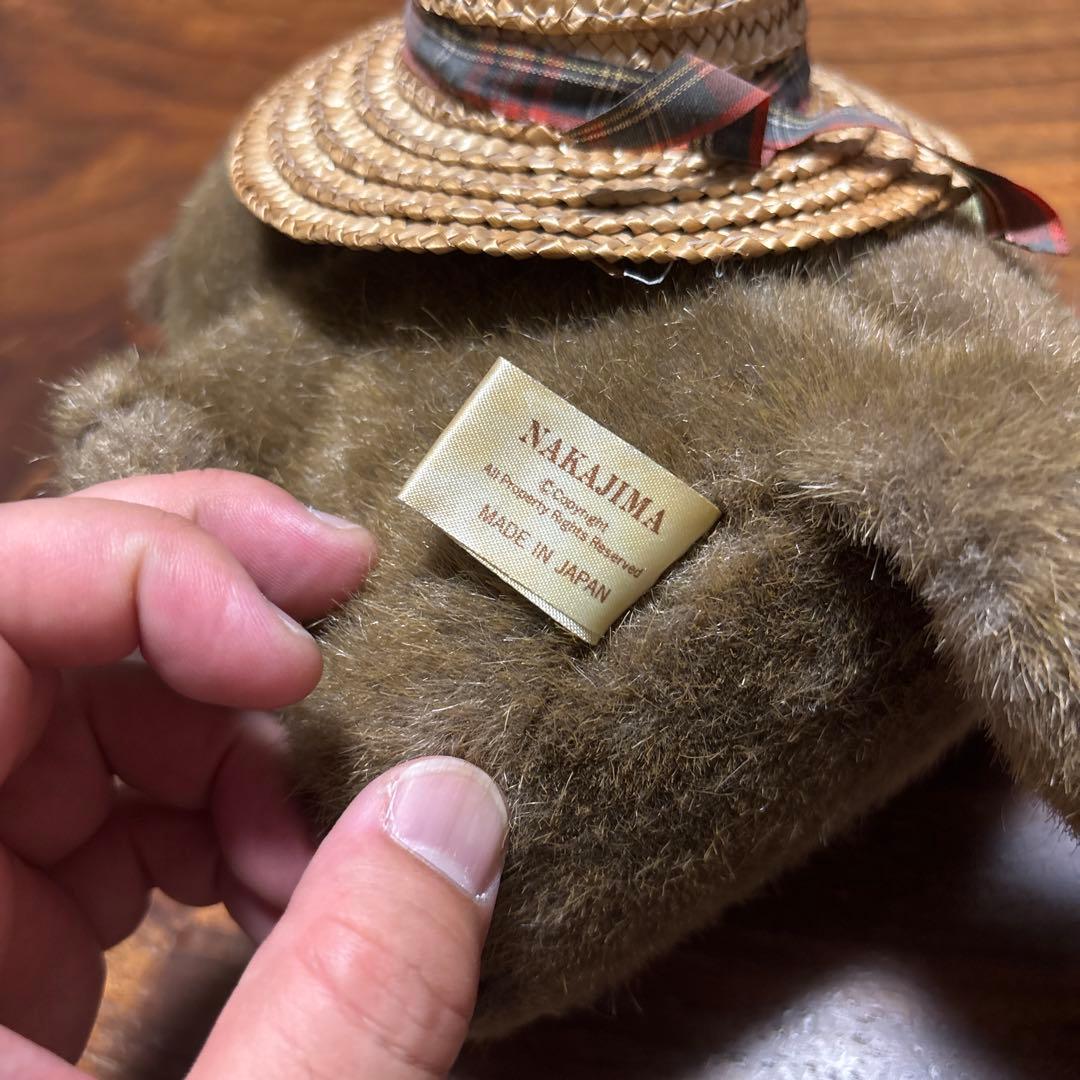 NAKAJIMA
© Copyright
All Property Rights Reserved
MADE IN JAPAN